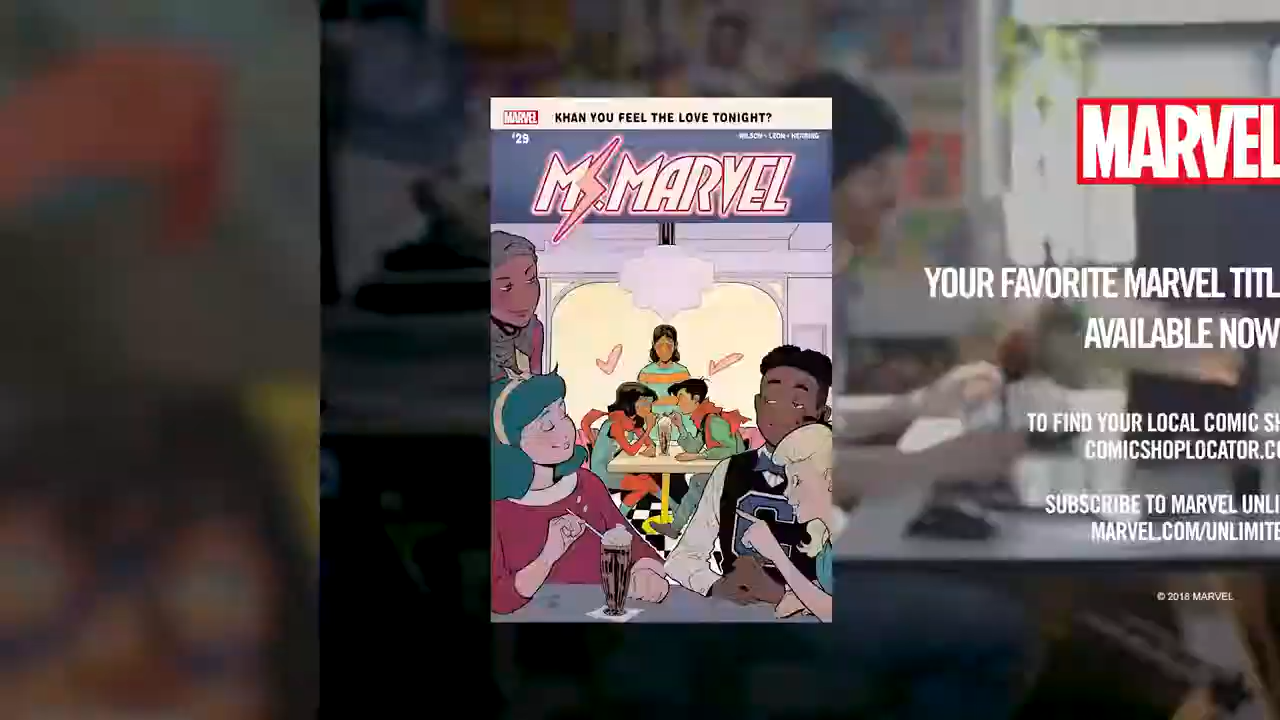 MARVEL
KHAN YOU FEEL THE LOVE TONIGHT?
#29
WILSON • LEON • HERRING
MS. MARVEL
MARVEL
YOUR FAVORITE MARVEL TITL
AVAILABLE NOW
TO FIND YOUR LOCAL COMIC SH
COMICSHOPLOCATOR.CO
SUBSCRIBE TO MARVEL UNLI
MARVEL.COM/UNLIMITE
© 2018 MARVEL